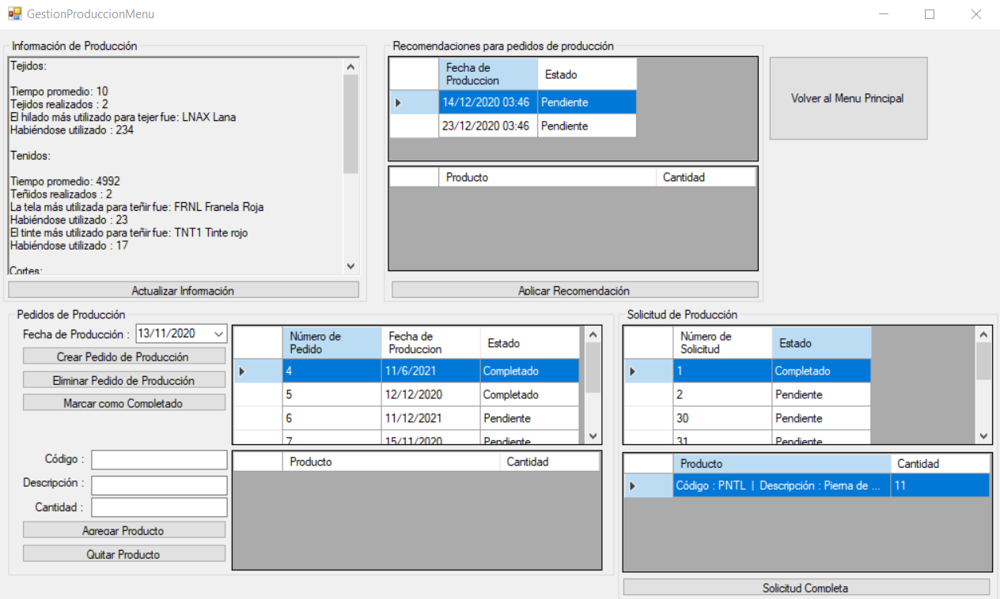 GestionProduccionMenu
Información de Producción
Tejidos:
Tiempo promedio: 10
Tejidos realizados : 2
El hilado más utilizado para tejer fue: LNAX Lana
Habiéndose utilizado : 234
Tenidos:
Tiempo promedio: 4992
Teñidos realizados : 2
La tela más utilizada para teñir fue: FRNL Franela Roja
Habiéndose utilizado : 23
El tinte más utilizado para teñir fue: TNT1 Tinte rojo
Habiéndose utilizado : 17
Cortes:
Actualizar Información
Recomendaciones para pedidos de producción
Fecha de Produccion Estado
14/12/2020 03:46 Pendiente
23/12/2020 03:46 Pendiente
Producto Cantidad
Aplicar Recomendación
Volver al Menu Principal
Pedidos de Producción
Fecha de Producción : 13/11/2020
Crear Pedido de Producción
Eliminar Pedido de Producción
Marcar como Completado
Código :
Descripción :
Cantidad :
Agregar Producto
Quitar Producto
Número de Pedido Fecha de Produccion Estado
4 11/6/2021 Completado
5 12/12/2020 Completado
6 11/12/2021 Pendiente
7 15/11/2020 Pendiente
Producto Cantidad
Solicitud de Producción
Número de Solicitud Estado
1 Completado
2 Pendiente
30 Pendiente
31 Pendiente
Producto Cantidad
Código : PNTL | Descripción : Pierna de ... 11
Solicitud Completa